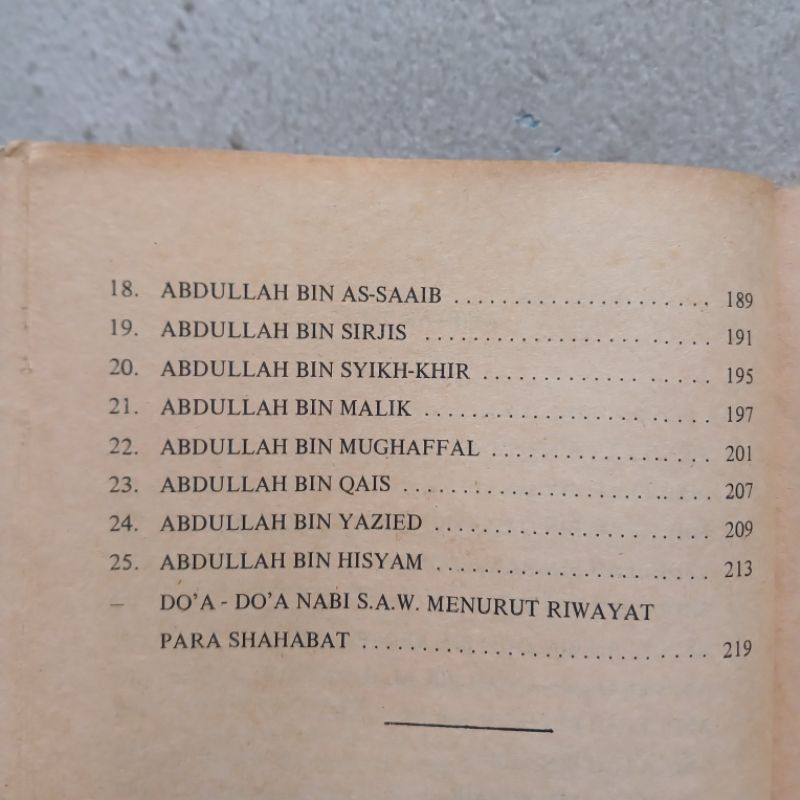 18. ABDULLAH BIN AS-SAAIB ...................... 189
19. ABDULLAH BIN SIRJIS ........................ 191
20. ABDULLAH BIN SYIKH-KHIR .................... 195
21. ABDULLAH BIN MALIK ......................... 197
22. ABDULLAH BIN MUGHAFFAL ................... 201
23. ABDULLAH BIN QAIS .......................... 207
24. ABDULLAH BIN YAZIED ........................ 209
25. ABDULLAH BIN HISYAM ........................ 213
– DO'A - DO'A NABI S.A.W. MENURUT RIWAYAT
PARA SHAHABAT .............................. 219